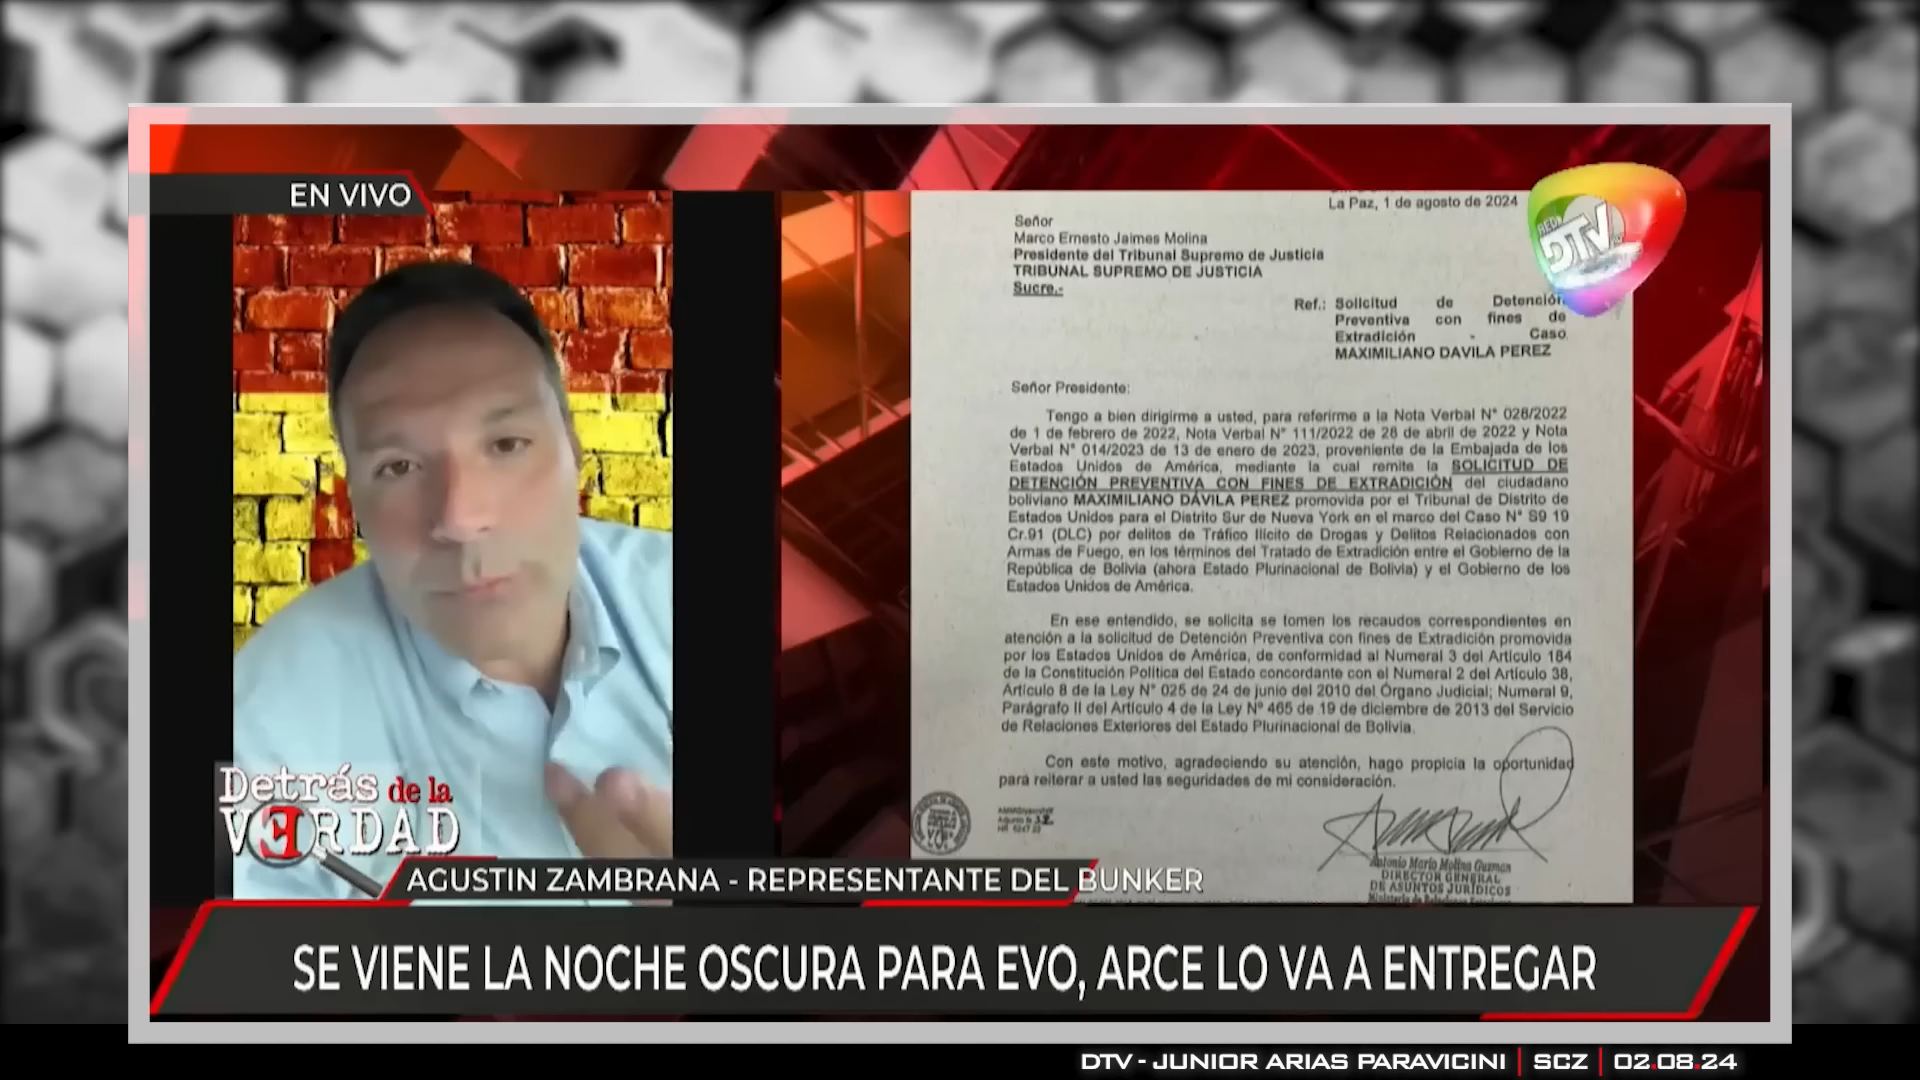 EN VIVO
RED
DTV
La Paz, 1 de agosto de 2024
Señor
Marco Ernesto Jaimes Molina
Presidente del Tribunal Supremo de Justicia
TRIBUNAL SUPREMO DE JUSTICIA
Sucre.-
Ref.: Solicitud de Detención
Preventiva con fines de
Extradición - Caso
MAXIMILIANO DAVILA PEREZ
Señor Presidente:
Tengo a bien dirigirme a usted, para referirme a la Nota Verbal N° 028/2022
de 1 de febrero de 2022, Nota Verbal N° 111/2022 de 28 de abril de 2022 y Nota
Verbal N° 014/2023 de 13 de enero de 2023, proveniente de la Embajada de los
Estados Unidos de América, mediante la cual remite la SOLICITUD DE
DETENCIÓN PREVENTIVA CON FINES DE EXTRADICIÓN del ciudadano
boliviano MAXIMILIANO DÁVILA PEREZ promovida por el Tribunal de Distrito de
Estados Unidos para el Distrito Sur de Nueva York en el marco del Caso N° S9 19
Cr.91 (DLC) por delitos de Tráfico Ilícito de Drogas y Delitos Relacionados con
Armas de Fuego, en los términos del Tratado de Extradición entre el Gobierno de la
República de Bolivia (ahora Estado Plurinacional de Bolivia) y el Gobierno de los
Estados Unidos de América.
En ese entendido, se solicita se tomen los recaudos correspondientes en
atención a la solicitud de Detención Preventiva con fines de Extradición promovida
por los Estados Unidos de América, de conformidad al Numeral 3 del Artículo 184
de la Constitución Política del Estado concordante con el Numeral 2 del Artículo 38,
Artículo 8 de la Ley N° 025 de 24 de junio del 2010 del Órgano Judicial; Numeral 9,
Parágrafo II del Artículo 4 de la Ley N° 465 de 19 de diciembre de 2013 del Servicio
de Relaciones Exteriores del Estado Plurinacional de Bolivia.
Con este motivo, agradeciendo su atención, hago propicia la oportunidad
para reiterar a usted las seguridades de mi consideración.
Antonio Mario Molina Guzman
DIRECTOR GENERAL
DE ASUNTOS JURÍDICOS
Detrás de la
VERDAD
AGUSTIN ZAMBRANA - REPRESENTANTE DEL BUNKER
SE VIENE LA NOCHE OSCURA PARA EVO, ARCE LO VA A ENTREGAR
DTV - JUNIOR ARIAS PARAVICINI | SCZ | 02.08.24